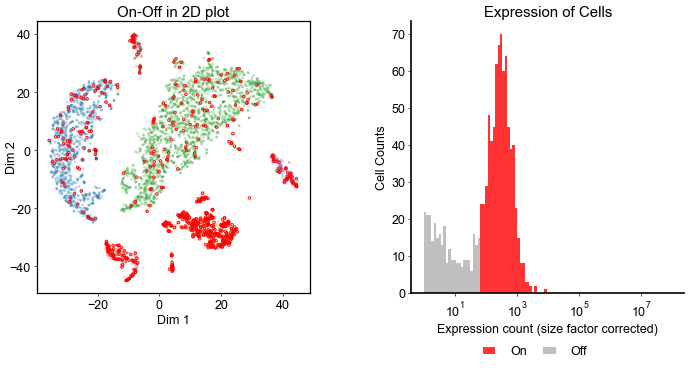 On-Off in 2D plot
Expression of Cells
40
20
0
−20
−40
Dim 2
−20
0
20
40
Dim 1
70
60
50
40
30
20
10
0
Cell Counts
10^1
10^3
10^5
10^7
Expression count (size factor corrected)
On
Off